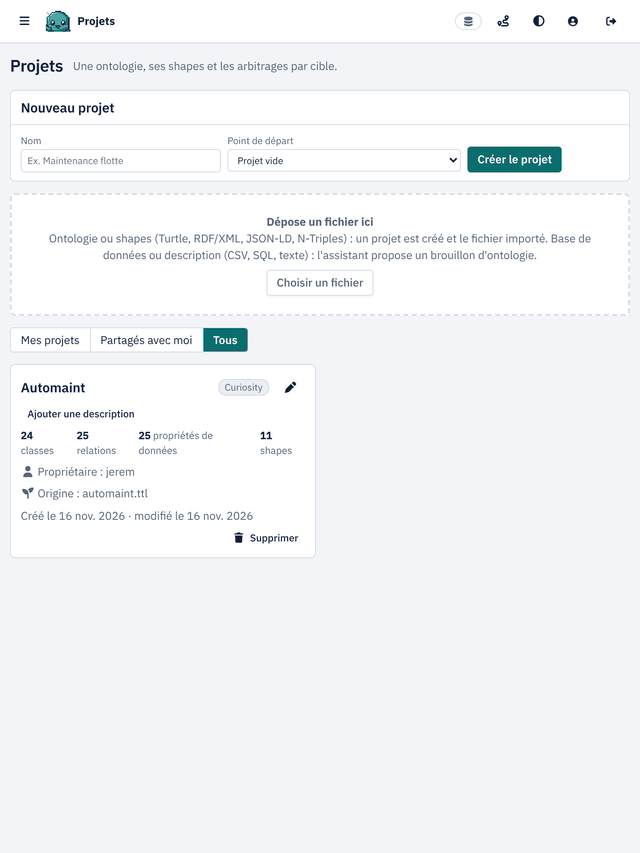 Projets
Projets Une ontologie, ses shapes et les arbitrages par cible.
Nouveau projet
Nom
Point de départ
Ex. Maintenance flotte
Projet vide
Créer le projet
Dépose un fichier ici
Ontologie ou shapes (Turtle, RDF/XML, JSON-LD, N-Triples) : un projet est créé et le fichier importé. Base de
données ou description (CSV, SQL, texte) : l'assistant propose un brouillon d'ontologie.
Choisir un fichier
Mes projets
Partagés avec moi
Tous
Automaint
Curiosity
Ajouter une description
24 classes
25 relations
25 propriétés de
données
11 shapes
Propriétaire : jerem
Origine : automaint.ttl
Créé le 16 nov. 2026 · modifié le 16 nov. 2026
Supprimer